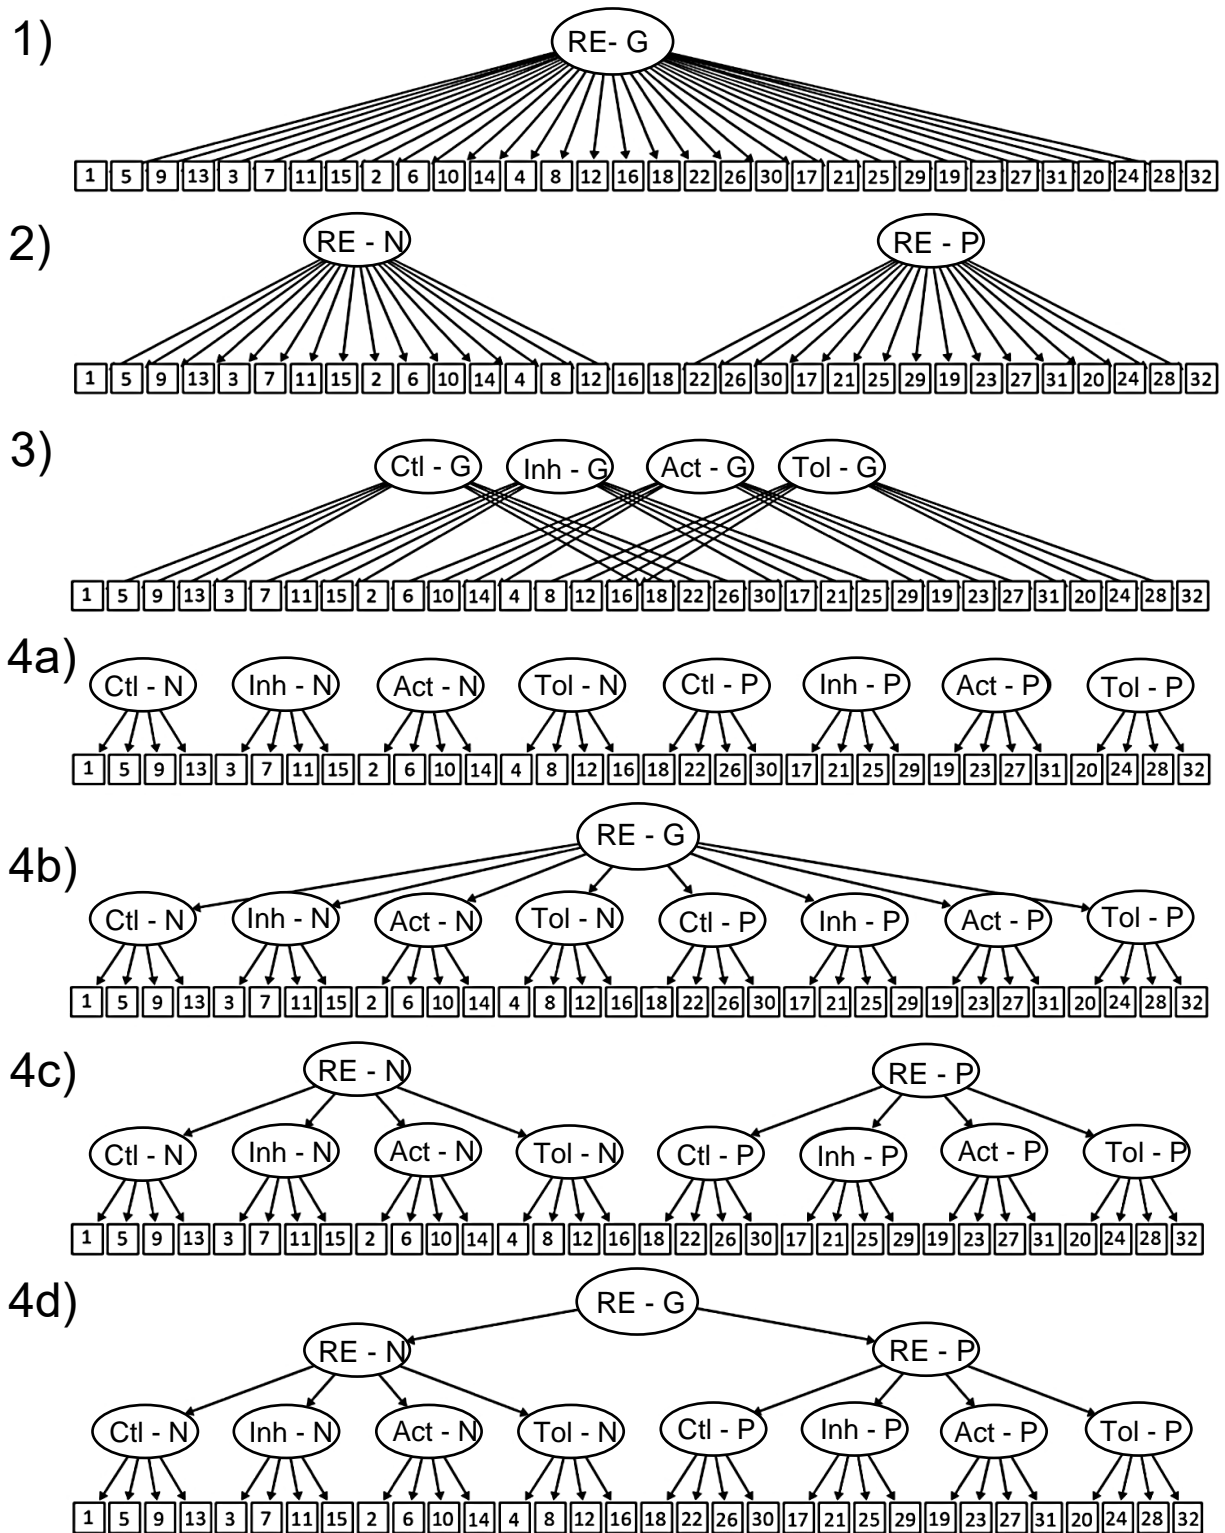 1)
RE- G
1 5 9 13 3 7 11 15 2 6 10 14 4 8 12 16 18 22 26 30 17 21 25 29 19 23 27 31 20 24 28 32
2)
RE - N RE - P
1 5 9 13 3 7 11 15 2 6 10 14 4 8 12 16 18 22 26 30 17 21 25 29 19 23 27 31 20 24 28 32
3)
Ctl - G Inh - G Act - G Tol - G
1 5 9 13 3 7 11 15 2 6 10 14 4 8 12 16 18 22 26 30 17 21 25 29 19 23 27 31 20 24 28 32
4a)
Ctl - N Inh - N Act - N Tol - N Ctl - P Inh - P Act - P) Tol - P
1 5 9 13 3 7 11 15 2 6 10 14 4 8 12 16 18 22 26 30 17 21 25 29 19 23 27 31 20 24 28 32
RE - G
4b)
Ctl - N Inh - N Act - N Tol - N Ctl - P Inh - P Act - P Tol - P
1 5 9 13 3 7 11 15 2 6 10 14 4 8 12 16 18 22 26 30 17 21 25 29 19 23 27 31 20 24 28 32
4c)
RE - N RE - P
Ctl - N Inh - N Act - N Tol - N Ctl - P Inh - P Act - P Tol - P
1 5 9 13 3 7 11 15 2 6 10 14 4 8 12 16 18 22 26 30 17 21 25 29 19 23 27 31 20 24 28 32
4d)
RE - G
RE - N RE - P
Ctl - N Inh - N Act - N Tol - N Ctl - P Inh - P Act - P Tol - P
1 5 9 13 3 7 11 15 2 6 10 14 4 8 12 16 18 22 26 30 17 21 25 29 19 23 27 31 20 24 28 32